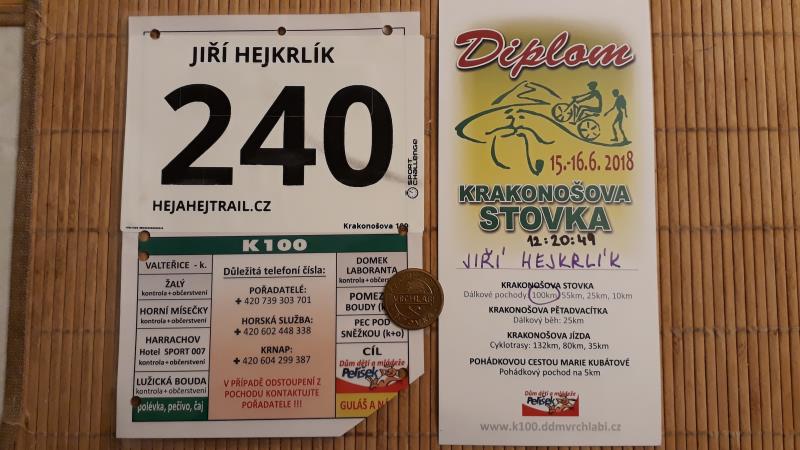 JIŘÍ HEJKRLÍK
240
HEJAHEJTRAIL.CZ
SPORT CHALLENGE
Krakonošova 100
K100
VALTEŘICE - k.
ŽALÝ
kontrola + občerstvení
HORNÍ MÍSEČKY
kontrola + občerstvení
HARRACHOV
Hotel SPORT 007
kontrola + občerstvení
LUŽICKÁ BOUDA
kontrola + občerstvení
polévka, pečivo, čaj
Důležitá telefoní čísla:
POŘADATELÉ:
+ 420 739 303 701
HORSKÁ SLUŽBA:
+ 420 602 448 338
KRNAP:
+ 420 604 299 387
V PŘÍPADĚ ODSTOUPENÍ Z
POCHODU KONTAKTUJTE
POŘADATELE !!!
DOMEK
LABORANTA
kontrola + občerstvení
POMEZ
BOUDY
PEC POD
SNĚŽKOU (k+o)
CÍL
Dům dětí a mládeže
Pelíšek
GULÁŠ A
VRCHLABÍ
Diplom
15.-16.6. 2018
KRAKONOŠOVA
STOVKA
12:20:49
JIŘÍ HEJKRLÍK
KRAKONOŠOVA STOVKA
Dálkové pochody: 100km, 55km, 25km, 10km
KRAKONOŠOVA PĚTADVACÍTKA
Dálkový běh: 25km
KRAKONOŠOVA JÍZDA
Cyklotrasy: 132km, 80km, 35km
POHÁDKOVOU CESTOU MARIE KUBÁTOVÉ
Pohádkový pochod na 5km
Dům dětí a mládeže
Pelíšek
www.k100.ddmvrchlabi.cz